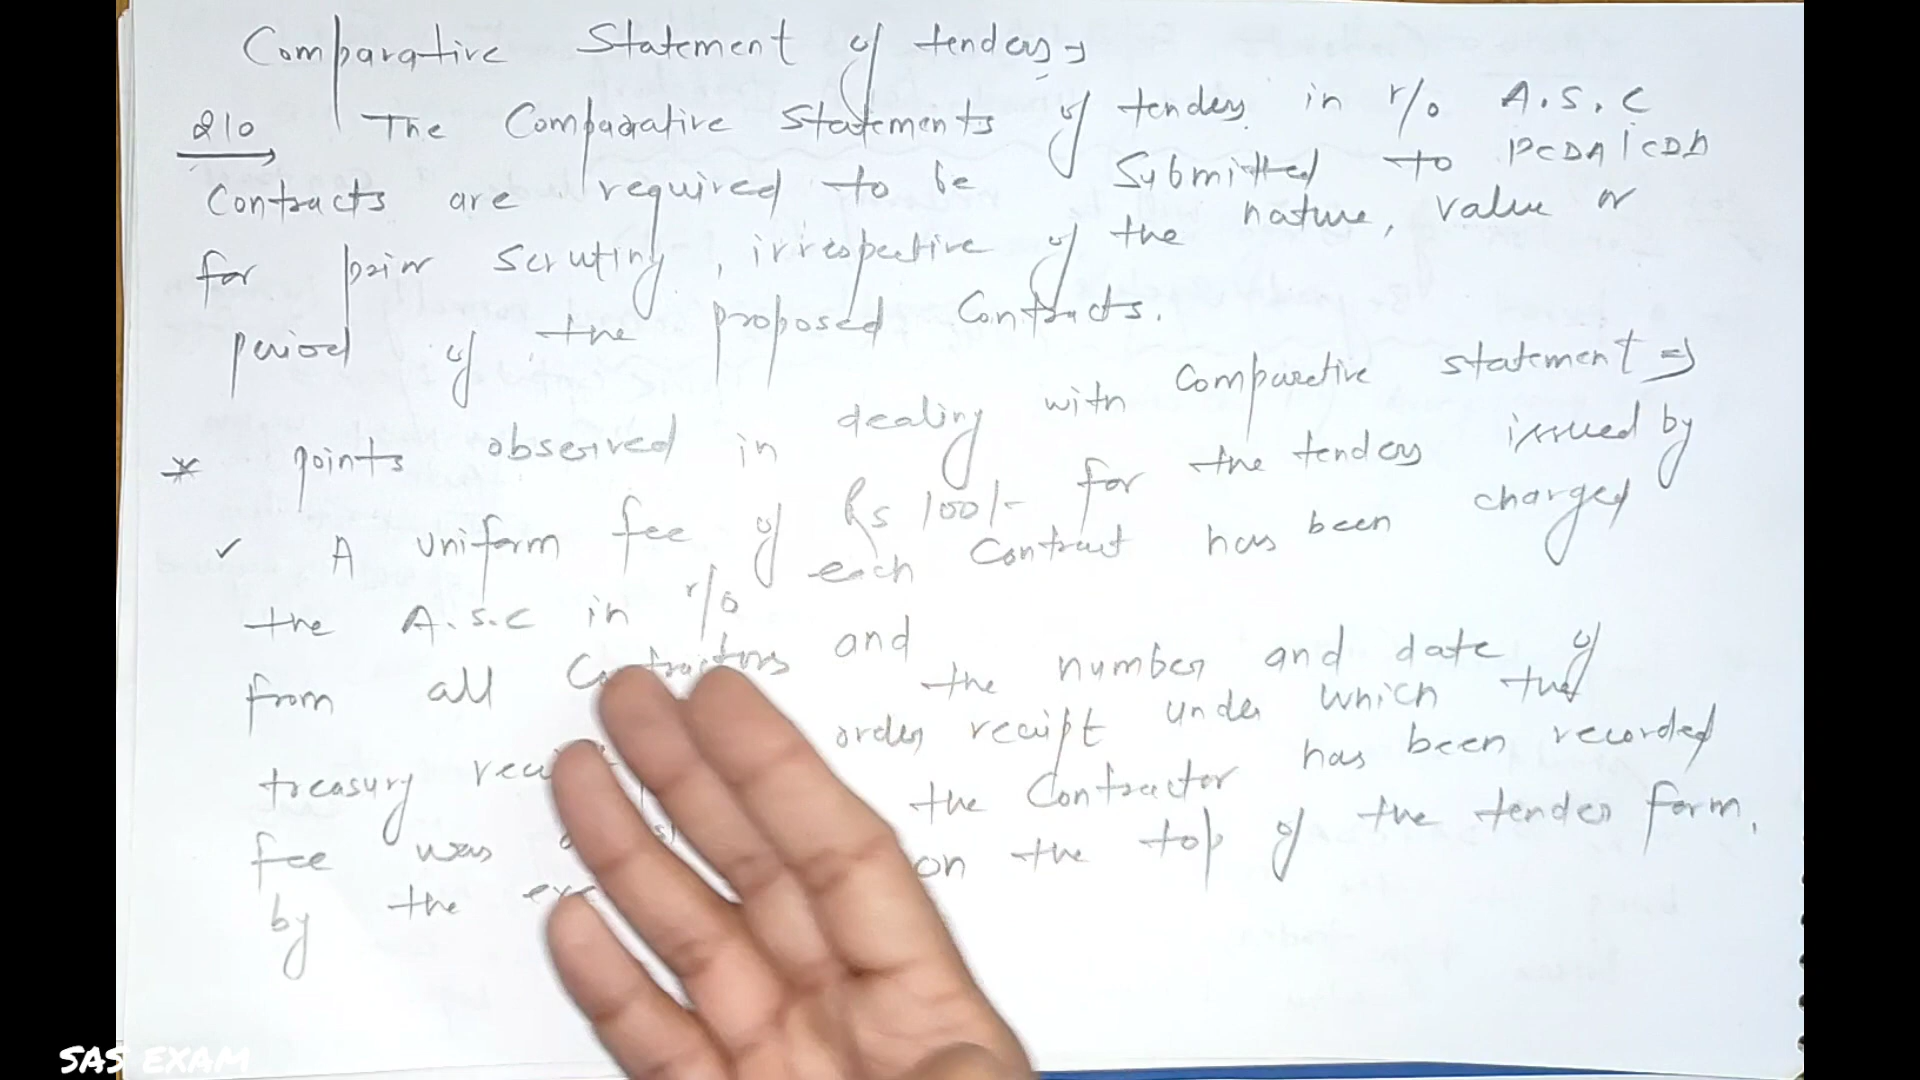 Comparative Statement of tenders →
210 The Comparative Statements of tenders in r/o A.S.C
Contracts are required to be Submitted to PCDA/CDA
for prior Scrutiny, irrespective of the nature, value or
period of the proposed Contracts.
* points observed in dealing with Comparative statement ⇒
✓ A uniform fee of Rs 100/- for the tenders issued by
the A.S.C in r/o each Contract has been charged
from all Contractors and the number and date of
treasury order receipt under which the
fee was the Contractor has been recorded
by the on the top of the tender form.
SAS EXAM